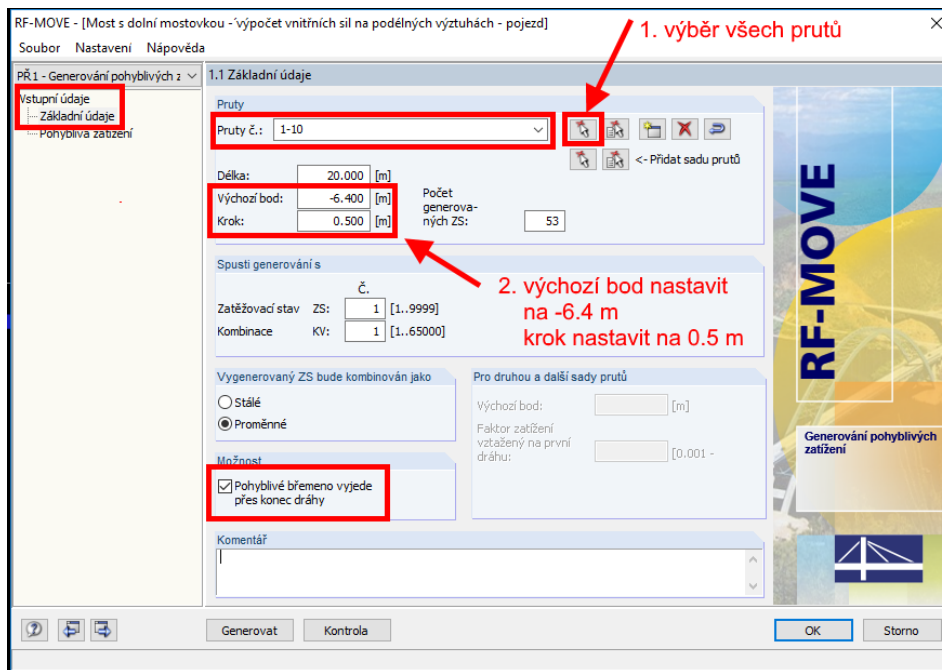 RF-MOVE - [Most s dolní mostovkou - výpočet vnitřních sil na podélných výztuhách - pojezd]
1. výběr všech prutů
Soubor Nastavení Nápověda
PŘ1 - Generování pohyblivých z
1.1 Základní údaje
Vstupní údaje
Základní údaje
Pohyblivá zatížení
Pruty
Pruty č.: 1-10
<- Přidat sadu prutů
Délka: 20.000 [m]
Výchozí bod: -6.400 [m]
Krok: 0.500 [m]
Počet
generova-
ných ZS: 53
2. výchozí bod nastavit
na -6.4 m
krok nastavit na 0.5 m
Spusti generování s
č.
Zatěžovací stav ZS: 1 [1..9999]
Kombinace KV: 1 [1..65000]
Vygenerovaný ZS bude kombinován jako
Stálé
Proměnné
Pro druhou a další sady prutů
Výchozí bod: [m]
Faktor zatížení
vztažený na první
dráhu: [0.001 -
Možnost
Pohyblivé břemeno vyjede
přes konec dráhy
Komentář
RF-MOVE
Generování pohyblivých
zatížení
Generovat Kontrola OK Storno